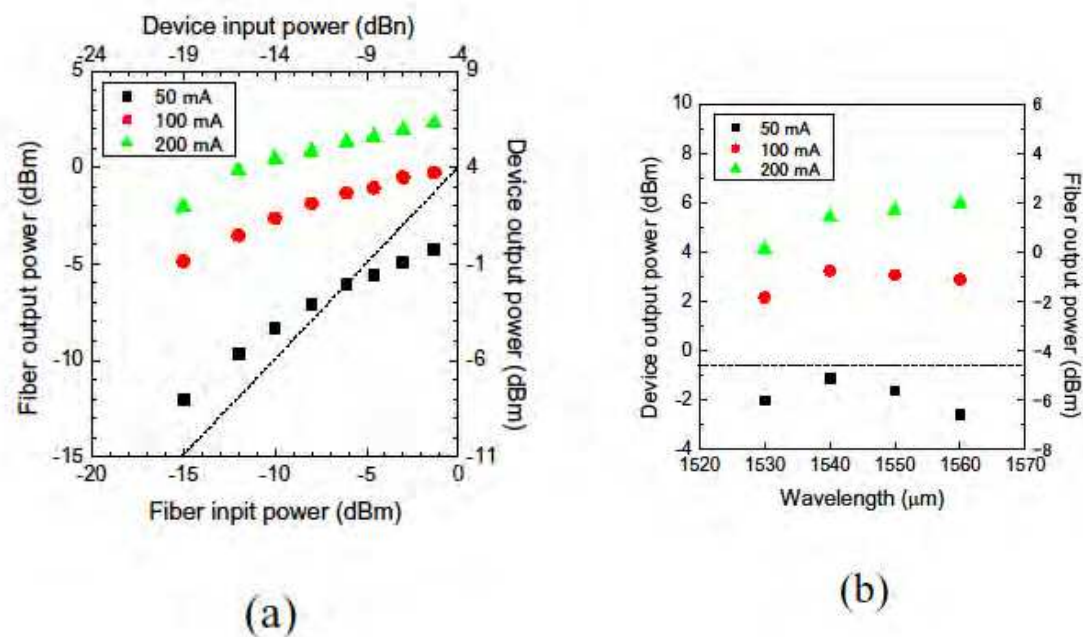 Device input power (dBn)
-24 -19 -14 -9 -4
5 0 -5 -10 -15
Fiber output power (dBm)
50 mA
100 mA
200 mA
9 4 -1 -6 -11
Device output power (dBm)
-20 -15 -10 -5 0
Fiber inpit power (dBm)
(a)
10 8 6 4 2 0 -2 -4
Device output power (dBm)
50 mA
100 mA
200 mA
6 4 2 0 -2 -4 -6 -8
Fiber output power (dBm)
1520 1530 1540 1550 1560 1570
Wavelength (μm)
(b)